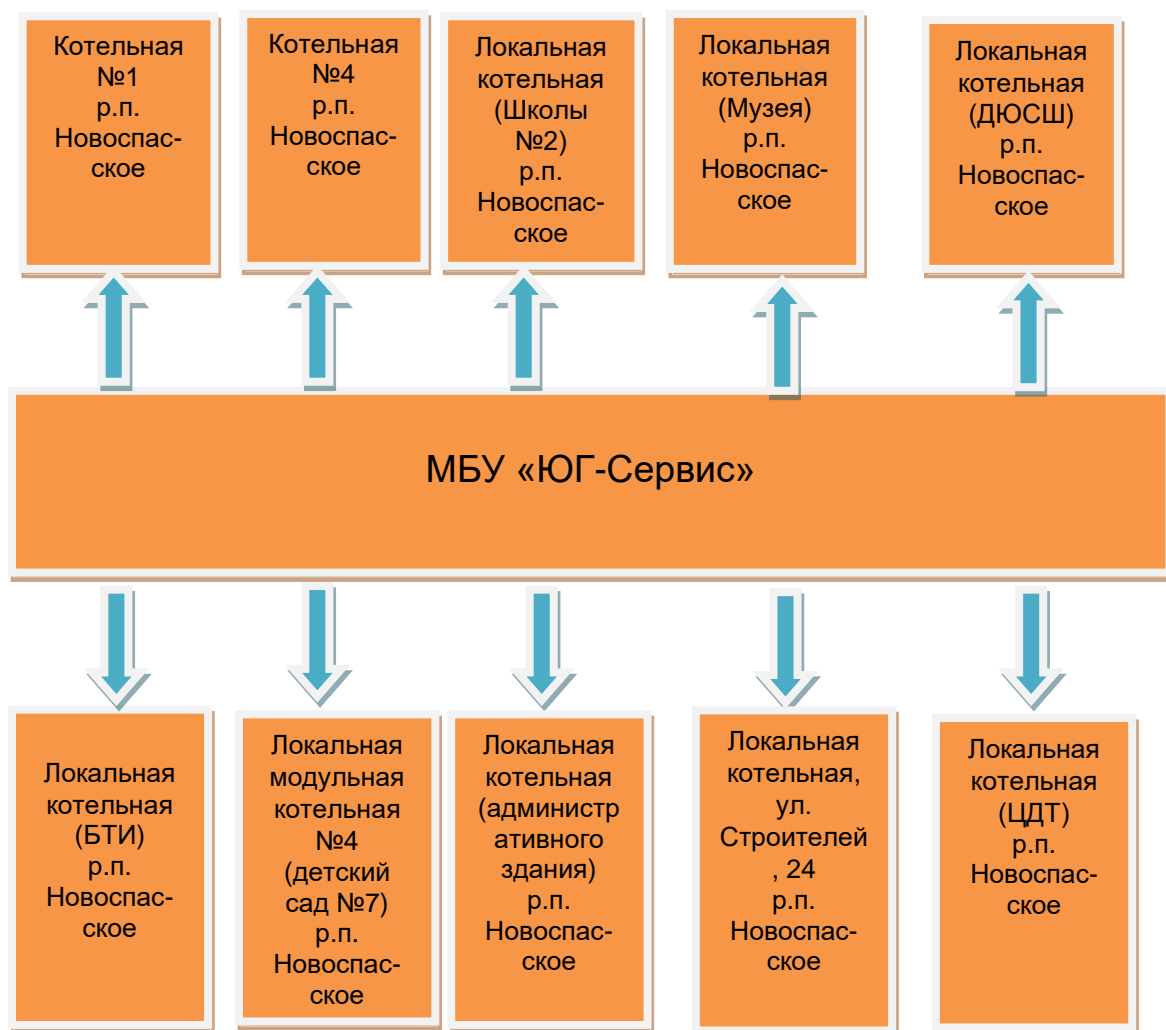 Котельная
№1
р.п.
Новоспас-
ское
Котельная
№4
р.п.
Новоспас-
ское
Локальная
котельная
(Школы
№2)
р.п.
Новоспас-
ское
Локальная
котельная
(Музея)
р.п.
Новоспас-
ское
Локальная
котельная
(ДЮСШ)
р.п.
Новоспас-
ское
МБУ «ЮГ-Сервис»
Локальная
котельная
(БТИ)
р.п.
Новоспас-
ское
Локальная
модульная
котельная
№4
(детский
сад №7)
р.п.
Новоспас-
ское
Локальная
котельная
(администр
ативного
здания)
р.п.
Новоспас-
ское
Локальная
котельная,
ул.
Строителей
, 24
р.п.
Новоспас-
ское
Локальная
котельная
(ЦДТ)
р.п.
Новоспас-
ское